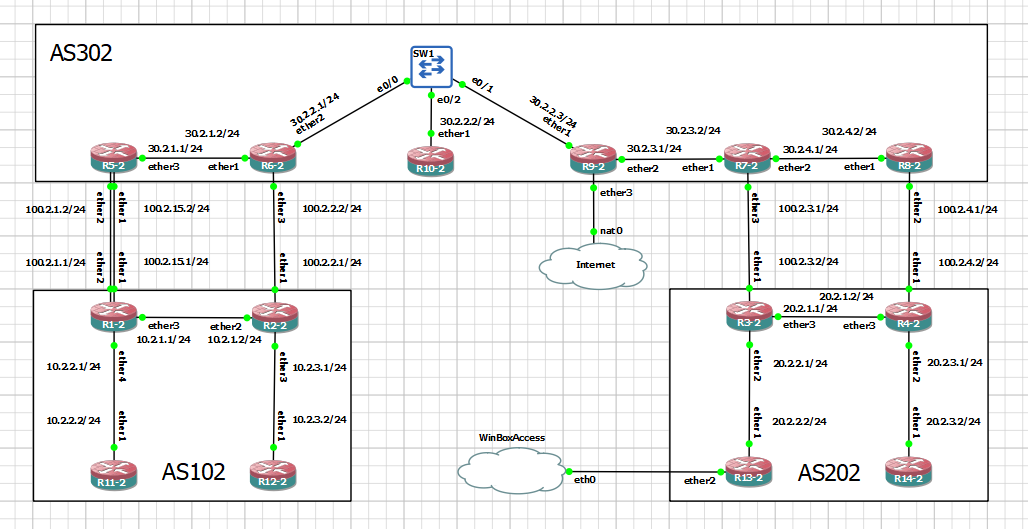 AS302
SW1
e0/0
e0/1
e0/2
30.2.2.1/24
ether2
30.2.2.3/24
ether1
30.2.2.2/24
ether1
30.2.1.2/24
30.2.1.1/24
ether3
ether1
R5-2
R6-2
R10-2
R9-2
30.2.3.1/24
ether2
30.2.3.2/24
ether1
R7-2
30.2.4.1/24
ether2
30.2.4.2/24
ether1
R8-2
100.2.1.2/24
ether2
ether1
100.2.15.2/24
ether3
100.2.2.2/24
ether3
nat0
Internet
ether3
100.2.3.1/24
ether2
100.2.4.1/24
100.2.1.1/24
ether2
ether1
100.2.15.1/24
ether1
100.2.2.1/24
ether1
100.2.3.2/24
ether1
100.2.4.2/24
R1-2
ether3
10.2.1.1/24
ether2
10.2.1.2/24
R2-2
R3-2
20.2.1.1/24
ether3
20.2.1.2/24
ether3
R4-2
10.2.2.1/24
ether4
ether3
10.2.3.1/24
ether2
20.2.2.1/24
ether2
20.2.3.1/24
10.2.2.2/24
ether1
ether1
10.2.3.2/24
ether1
20.2.2.2/24
ether1
20.2.3.2/24
R11-2
AS102
R12-2
WinBoxAccess
eth0
ether2
R13-2
AS202
R14-2